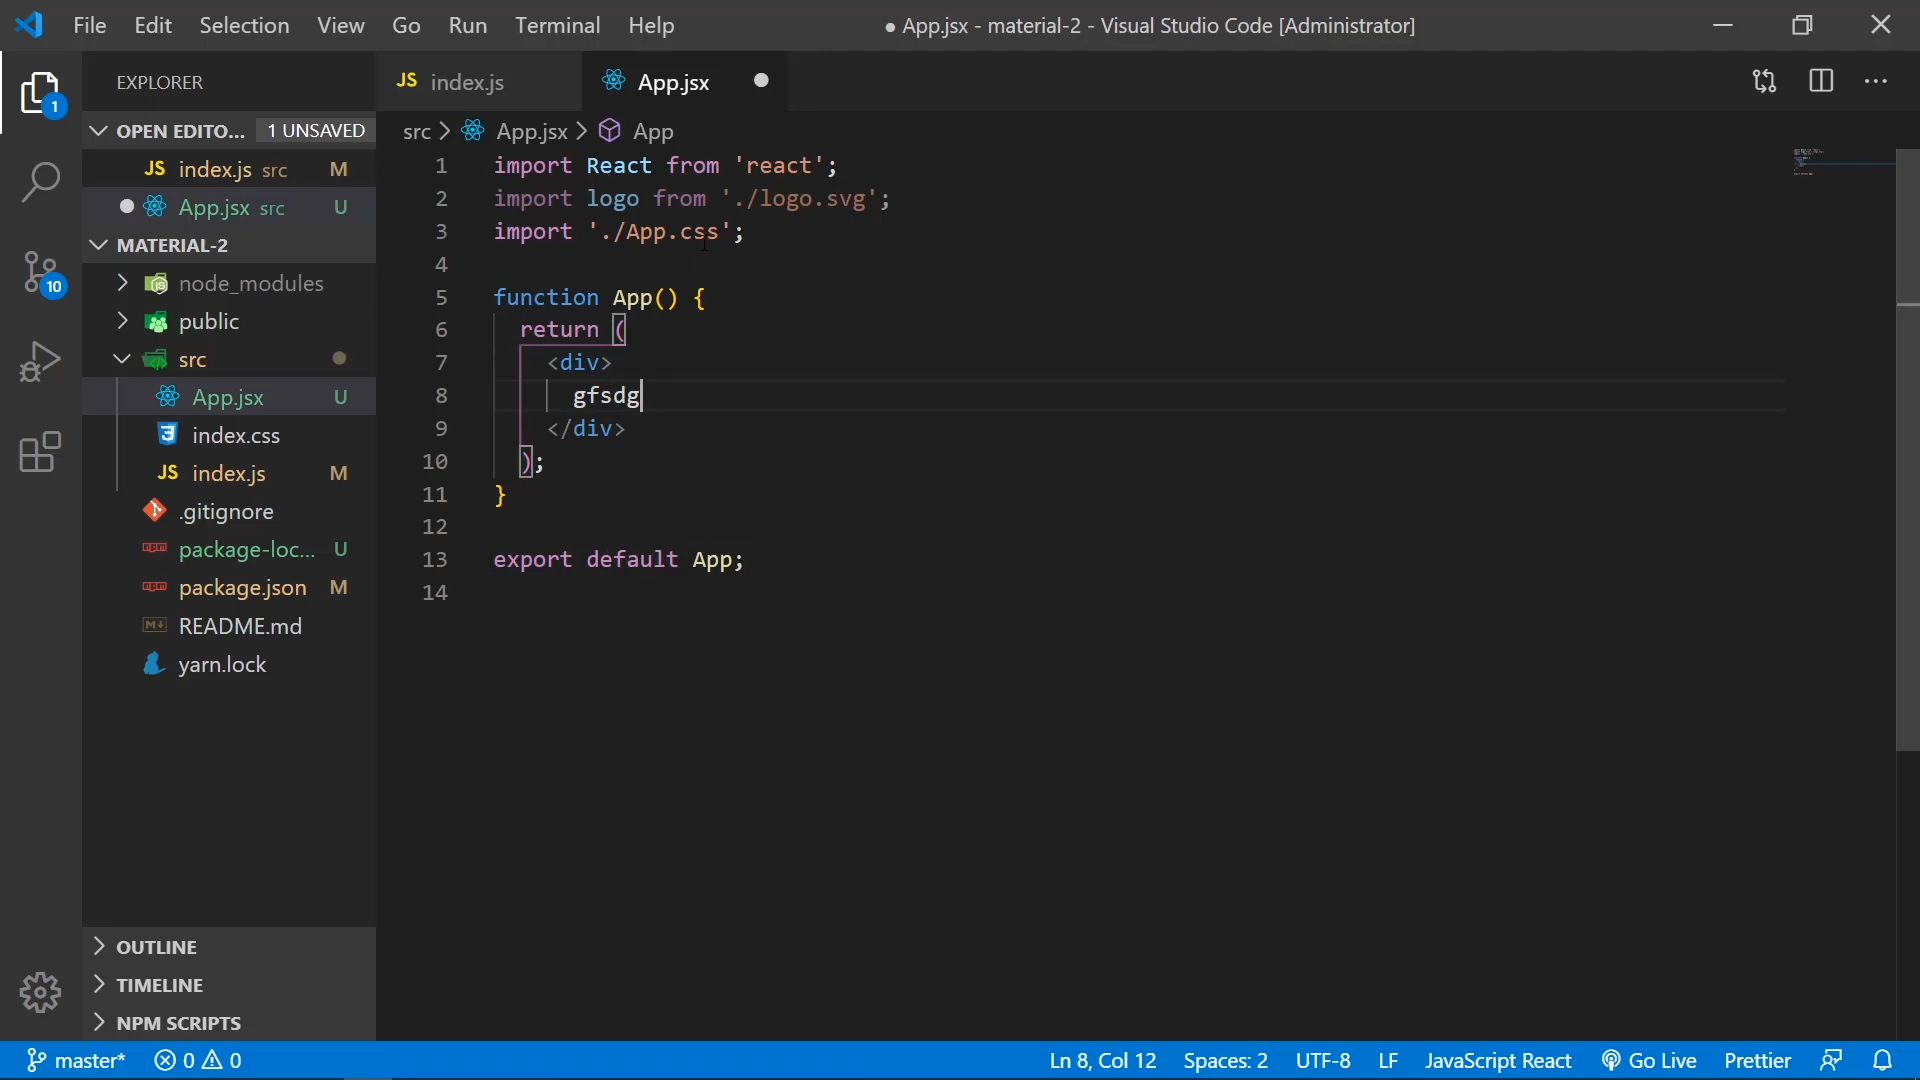 File Edit Selection View Go Run Terminal Help
● App.jsx - material-2 - Visual Studio Code [Administrator]
EXPLORER
OPEN EDITO... 1 UNSAVED
JS index.js src M
App.jsx src U
MATERIAL-2
node_modules
public
src
App.jsx U
index.css
JS index.js M
.gitignore
package-loc... U
package.json M
README.md
yarn.lock
OUTLINE
TIMELINE
NPM SCRIPTS
1
10
JS index.js
App.jsx
src > App.jsx > App
1 import React from 'react';
2 import logo from './logo.svg';
3 import './App.css';
4
5 function App() {
6 return (
7 <div>
8 gfsdg
9 </div>
10 );
11 }
12
13 export default App;
14
master* 0 0 Ln 8, Col 12 Spaces: 2 UTF-8 LF JavaScript React Go Live Prettier